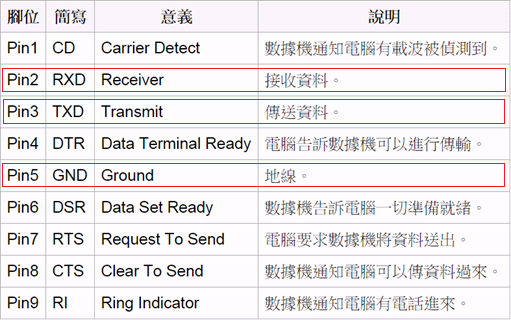 腳位 簡寫 意義 說明
Pin1 CD Carrier Detect 數據機通知電腦有載波被偵測到。
Pin2 RXD Receiver 接收資料。
Pin3 TXD Transmit 傳送資料。
Pin4 DTR Data Terminal Ready 電腦告訴數據機可以進行傳輸。
Pin5 GND Ground 地線。
Pin6 DSR Data Set Ready 數據機告訴電腦一切準備就緒。
Pin7 RTS Request To Send 電腦要求數據機將資料送出。
Pin8 CTS Clear To Send 數據機通知電腦可以傳資料過來。
Pin9 RI Ring Indicator 數據機通知電腦有電話進來。